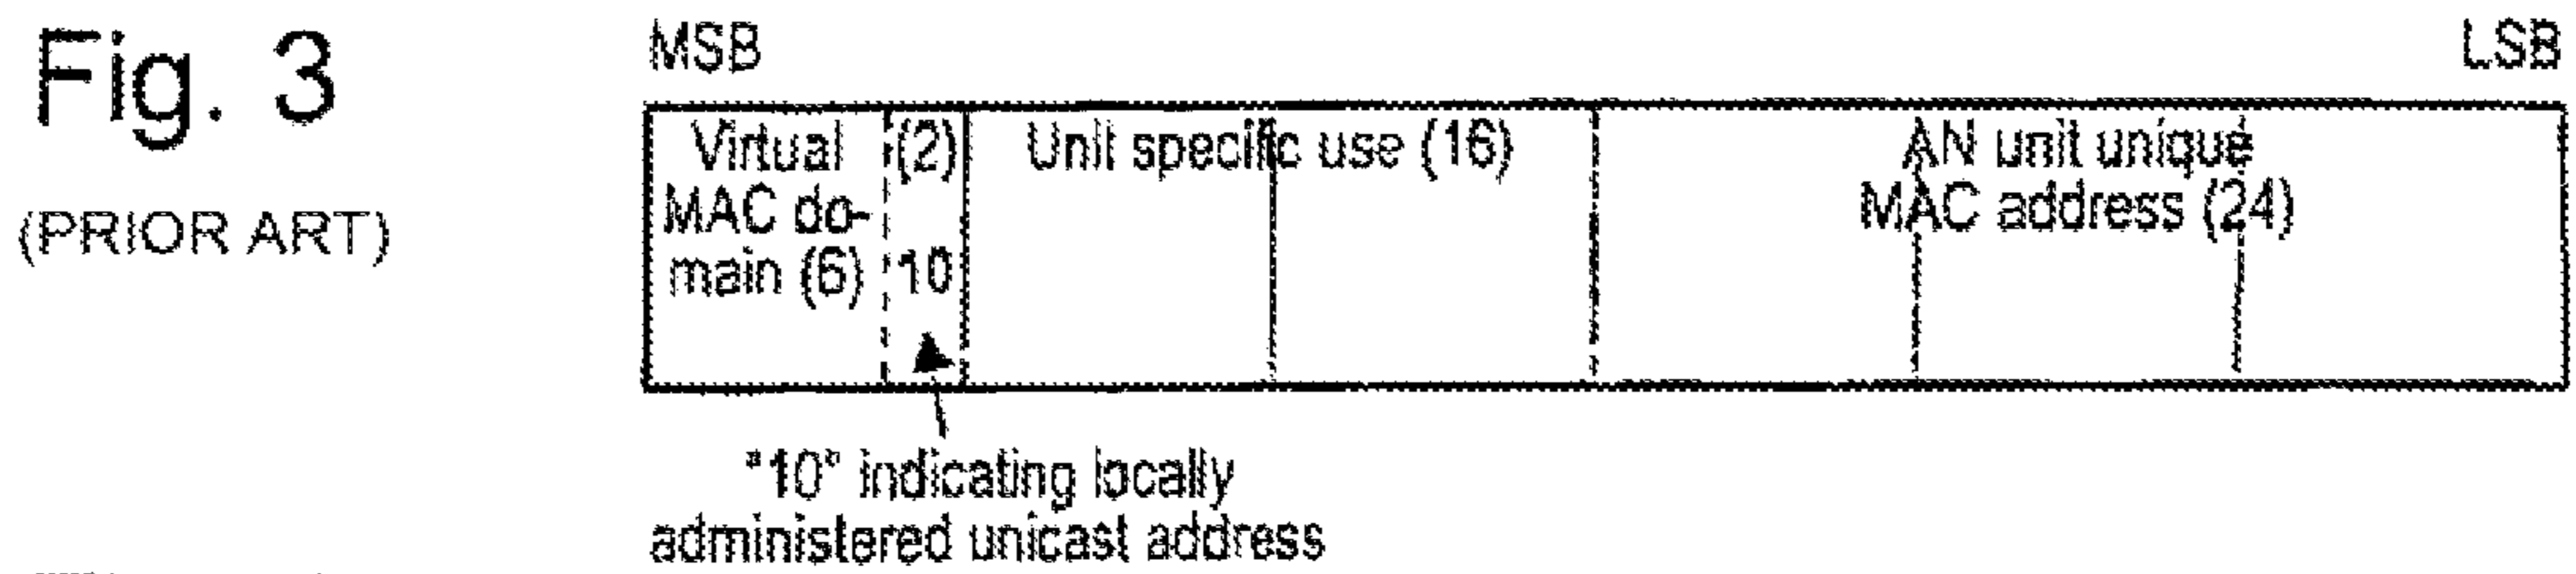 Fig. 3
(PRIOR ART)
MSB
LSB
Virtual
MAC do-
main (6)
(2)
10
Unit specific use (16)
AN unit unique
MAC address (24)
"10" indicating locally
administered unicast address